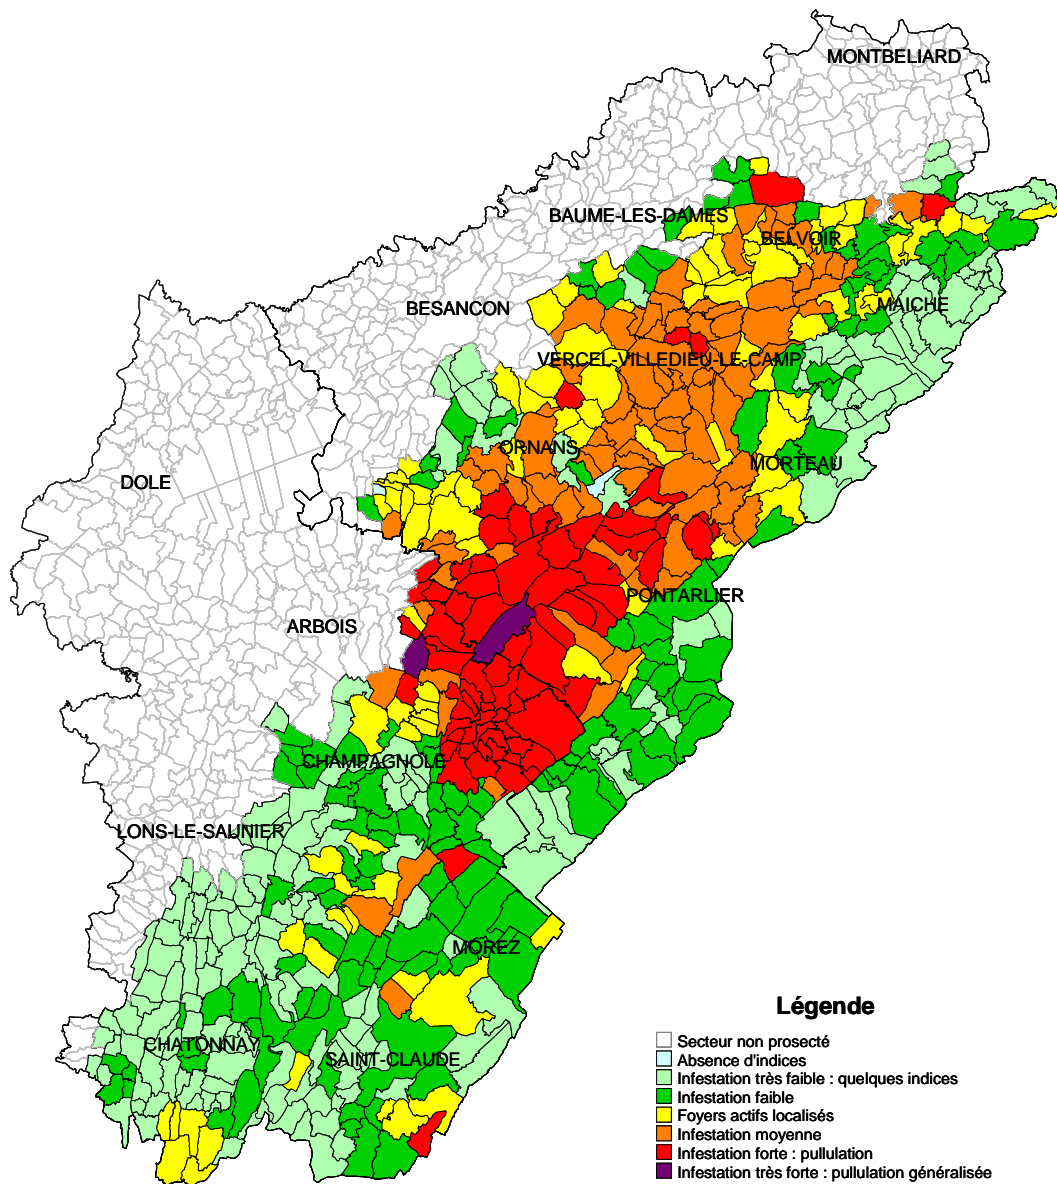 MONTBELIARD
BAUME-LES-DAMES
BELVOIR
BESANCON
MAICHE
VERCEL-VILLEDIEU-LE-CAMP
ORNANS
MORTEAU
DOLE
PONTARLIER
ARBOIS
CHAMPAGNOLE
LONS-LE-SAUNIER
MOREZ
CHATONNAY
SAINT-CLAUDE
Légende
Secteur non prosecté
Absence d'indices
Infestation très faible : quelques indices
Infestation faible
Foyers actifs localisés
Infestation moyenne
Infestation forte : pullulation
Infestation très forte : pullulation généralisée